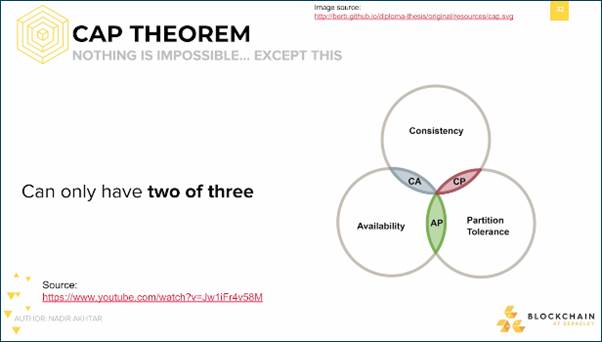 Image source:
http://berb.github.io/diploma-thesis/original/resources/cap.svg
32
CAP THEOREM
NOTHING IS IMPOSSIBLE... EXCEPT THIS
Consistency
CA
CP
Can only have two of three
Availability
AP
Partition
Tolerance
Source:
https://www.youtube.com/watch?v=Jw1iFr4v58M
AUTHOR: NADIR AKHTAR
BLOCKCHAIN
AT BERKELEY